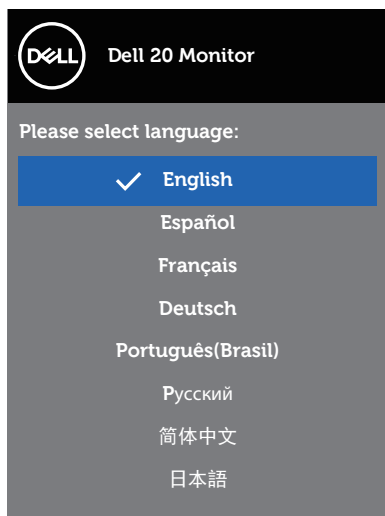 DELL
Dell 20 Monitor
Please select language:
English
Español
Français
Deutsch
Português(Brasil)
Русский
简体中文
日本語